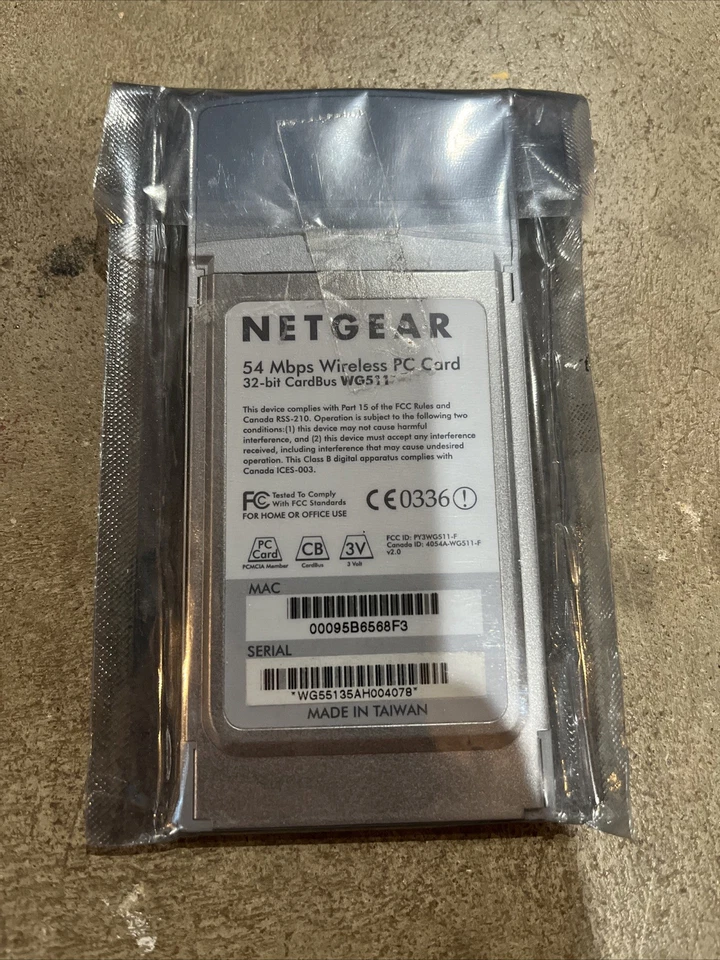 NETGEAR
54 Mbps Wireless PC Card
32-bit CardBus WG511
This device complies with Part 15 of the FCC Rules and
Canada RSS-210. Operation is subject to the following two
conditions:(1) this device may not cause harmful
interference, and (2) this device must accept any interference
received, including interference that may cause undesired
operation. This Class B digital apparatus complies with
Canada ICES-003.
FC Tested To Comply
With FCC Standards
FOR HOME OR OFFICE USE
CE0336!
PC
Card
PCMCIA Member
CB
CardBus
3V
3 Volt
FCC ID: PY3WG511-F
Canada ID: 4054A-WG511-F
v2.0
MAC
00095B6568F3
SERIAL
*WG55135AH004078*
MADE IN TAIWAN